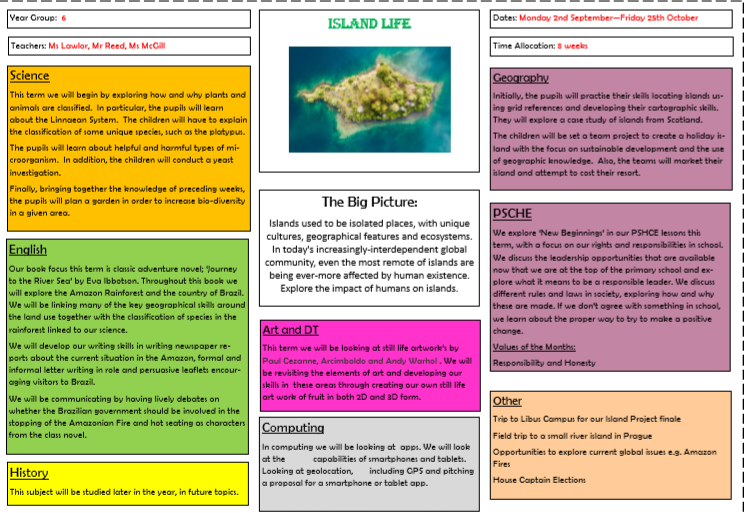 Year Group: 6
Teachers: Ms Lawlor, Mr Reed, Ms McGill
Science
This term we will begin by exploring how and why plants and
animals are classified. In particular, the pupils will learn
about the Linnaean System. The children will have to explain
the classification of some unique species, such as the platypus.
The pupils will learn about helpful and harmful types of mi-
croorganism. In addition, the children will conduct a yeast
investigation.
Finally, bringing together the knowledge of preceding weeks,
the pupils will plan a garden in order to increase bio-diversity
in a given area.
English
Our book focus this term is classic adventure novel; 'Journey
to the River Sea' by Eva Ibbotson. Throughout this book we
will explore the Amazon Rainforest and the country of Brazil.
We will be linking many of the key geographical skills around
the land use together with the classification of species in the
rainforest linked to our science.
We will develop our writing skills in writing newspaper re-
ports about the current situation in the Amazon, formal and
informal letter writing in role and persuasive leaflets encour-
aging visitors to Brazil.
We will be communicating by having lively debates on
whether the Brazilian government should be involved in the
stopping of the Amazonian Fire and hot seating as characters
from the class novel.
History
This subject will be studied later in the year, in future topics.
ISLAND LIFE
The Big Picture:
Islands used to be isolated places, with unique
cultures, geographical features and ecosystems.
In today's increasingly-interdependent global
community, even the most remote of islands are
being ever-more affected by human existence.
Explore the impact of humans on islands.
Art and DT
This term we will be looking at still life artwork's by
Paul Cezanne, Arcimboldo and Andy Warhol . We will
be revisiting the elements of art and developing our
skills in these areas through creating our own still life
art work of fruit in both 2D and 3D form.
Computing
In computing we will be looking at apps. We will look
at the capabilities of smartphones and tablets.
Looking at geolocation, including GPS and pitching
a proposal for a smartphone or tablet app.
Dates: Monday 2nd September—Friday 25th October
Time Allocation: 8 weeks
Geography
Initially, the pupils will practise their skills locating islands us-
ing grid references and developing their cartographic skills.
They will explore a case study of islands from Scotland.
The children will be set a team project to create a holiday is-
land with the focus on sustainable development and the use
of geographic knowledge. Also, the teams will market their
island and attempt to cost their resort.
PSCHE
We explore 'New Beginnings' in our PSHCE lessons this
term, with a focus on our rights and responsibilities in school.
We discuss the leadership opportunities that are available
now that we are at the top of the primary school and ex-
plore what it means to be a responsible leader. We discuss
different rules and laws in society, exploring how and why
these are made. If we don't agree with something in school,
we learn about the proper way to try to make a positive
change.
Values of the Months:
Responsibility and Honesty
Other
Trip to Libus Campus for our Island Project finale
Field trip to a small river island in Prague
Opportunities to explore current global issues e.g. Amazon
Fires
House Captain Elections